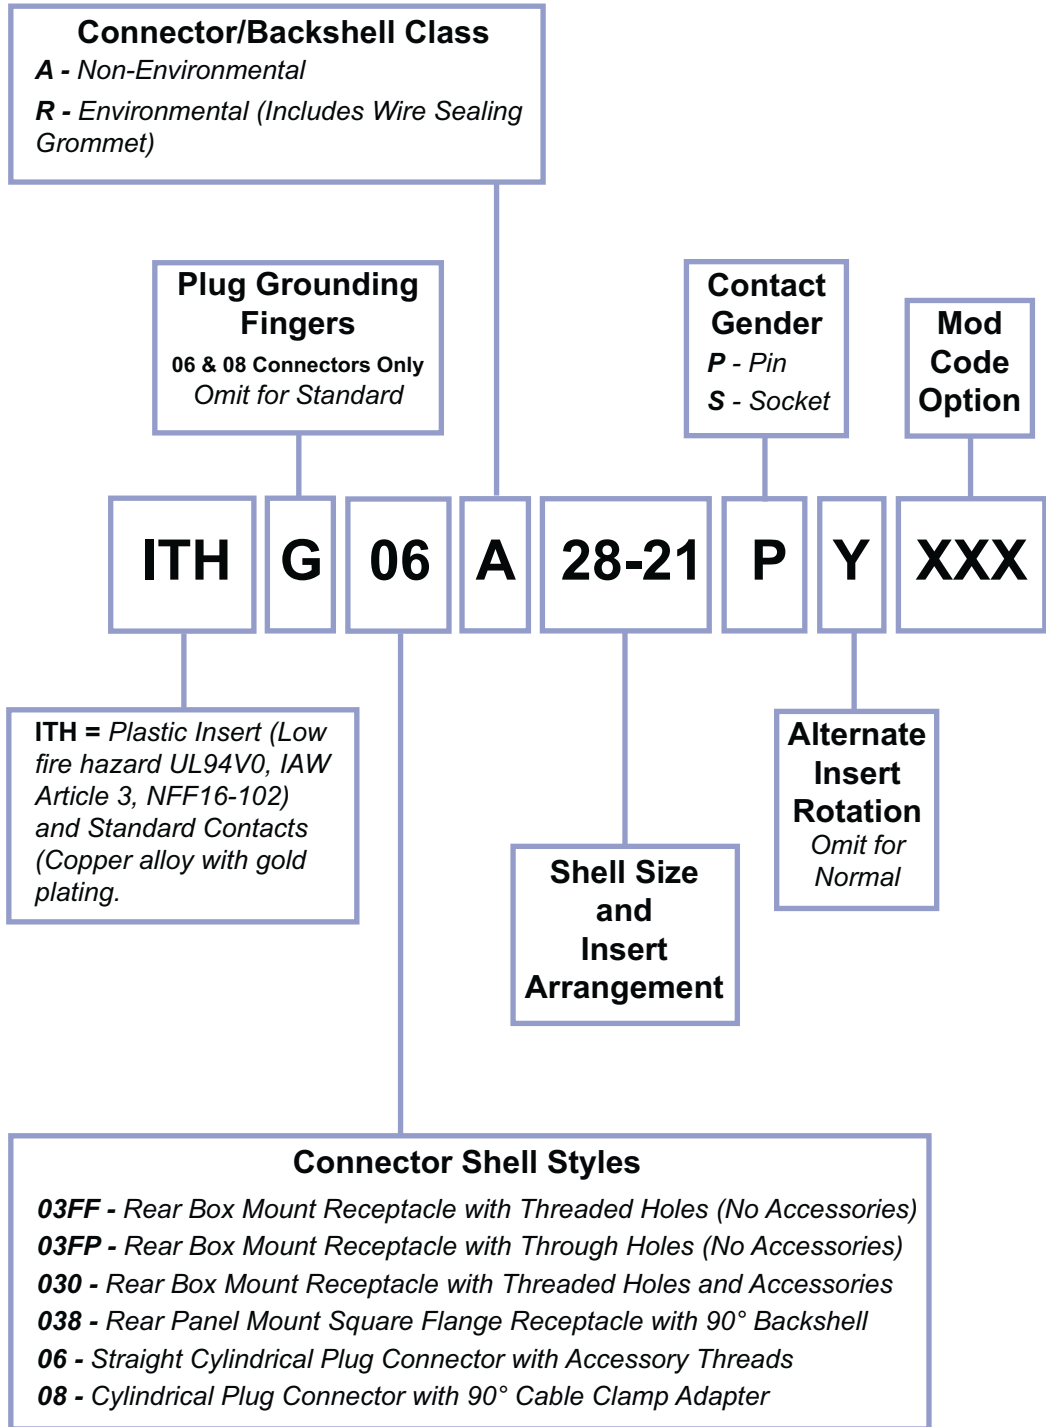 Connector/Backshell Class
A - Non-Environmental
R - Environmental (Includes Wire Sealing
Grommet)
Plug Grounding
Fingers
06 & 08 Connectors Only
Omit for Standard
Contact
Gender
P - Pin
S - Socket
Mod
Code
Option
ITH G 06 A 28-21 P Y XXX
ITH = Plastic Insert (Low
fire hazard UL94V0, IAW
Article 3, NFF16-102)
and Standard Contacts
(Copper alloy with gold
plating.
Shell Size
and
Insert
Arrangement
Alternate
Insert
Rotation
Omit for
Normal
Connector Shell Styles
03FF - Rear Box Mount Receptacle with Threaded Holes (No Accessories)
03FP - Rear Box Mount Receptacle with Through Holes (No Accessories)
030 - Rear Box Mount Receptacle with Threaded Holes and Accessories
038 - Rear Panel Mount Square Flange Receptacle with 90° Backshell
06 - Straight Cylindrical Plug Connector with Accessory Threads
08 - Cylindrical Plug Connector with 90° Cable Clamp Adapter